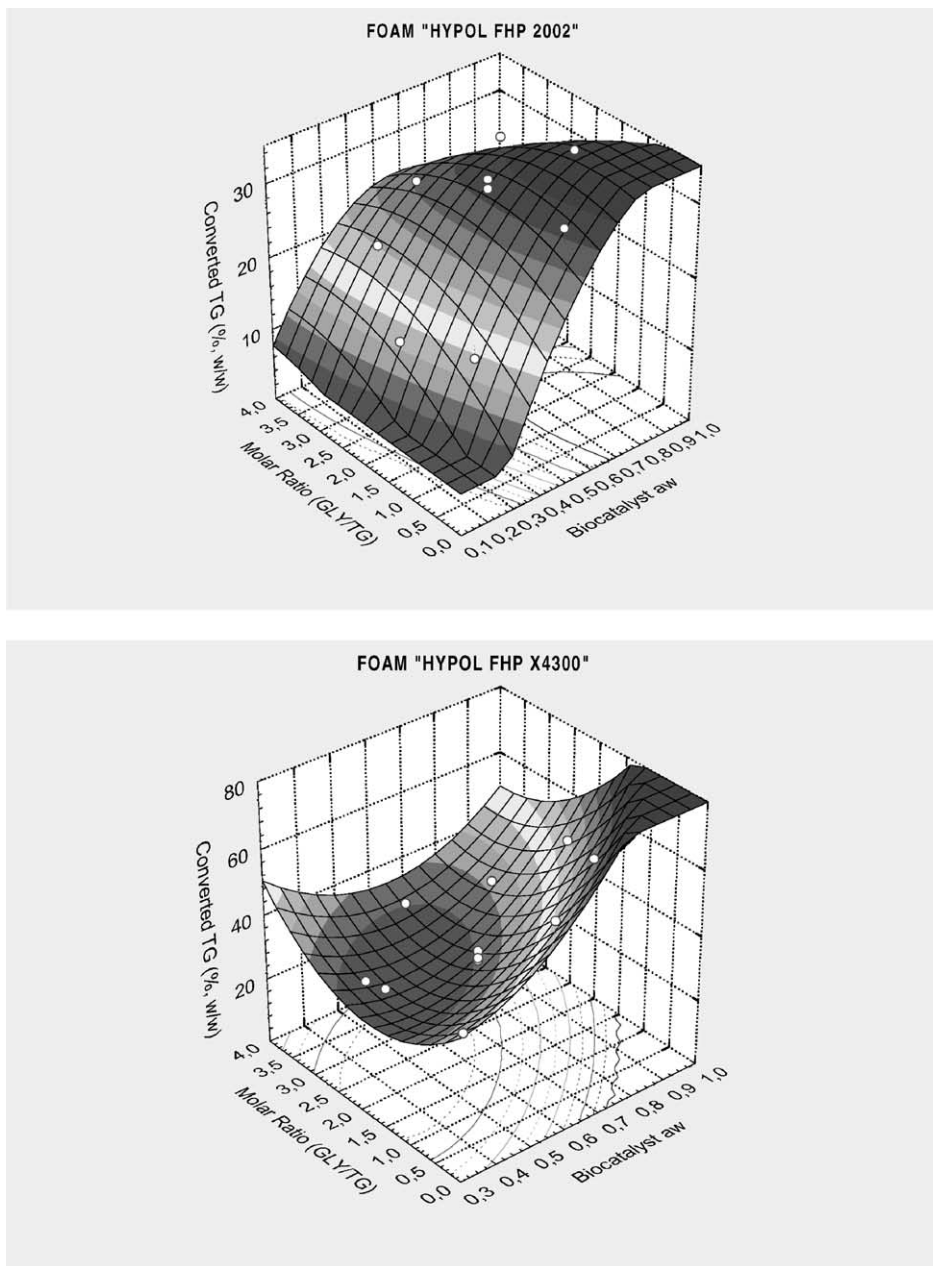 FOAM "HYPOL FHP 2002"
Converted TG (%, w/w)
30
20
10
4,0
3,5
3,0
2,5
2,0
1,5
1,0
0,5
0,0
Molar Ratio (GLY/TG)
0,10,20,30,40,50,60,70,80,91,0
Biocatalyst aw
FOAM "HYPOL FHP X4300"
Converted TG (%, w/w)
80
60
40
20
4,0
3,5
3,0
2,5
2,0
1,5
1,0
0,5
0,0
Molar Ratio (GLY/TG)
0,3 0,4 0,5 0,6 0,7 0,8 0,9 1,0
Biocatalyst aw